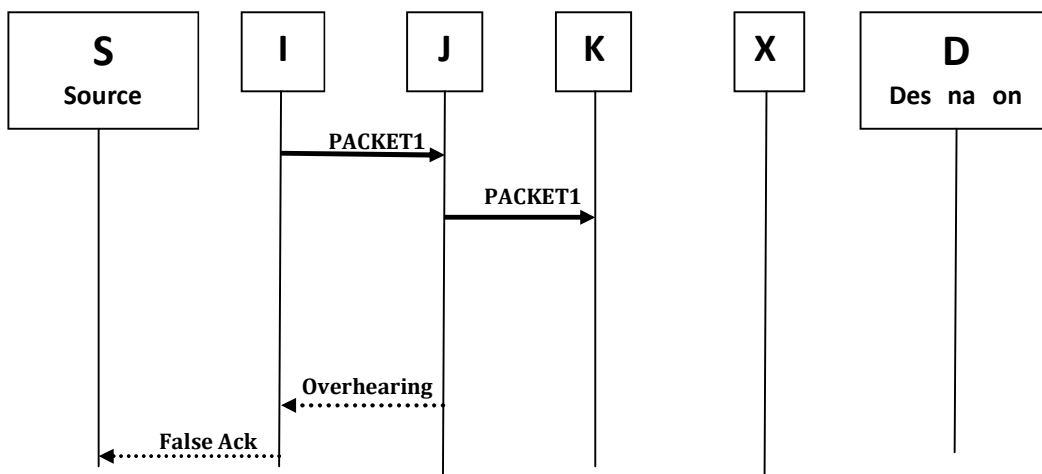 S
Source
I
J
K
X
D
Des na on
PACKET1
PACKET1
Overhearing
False Ack